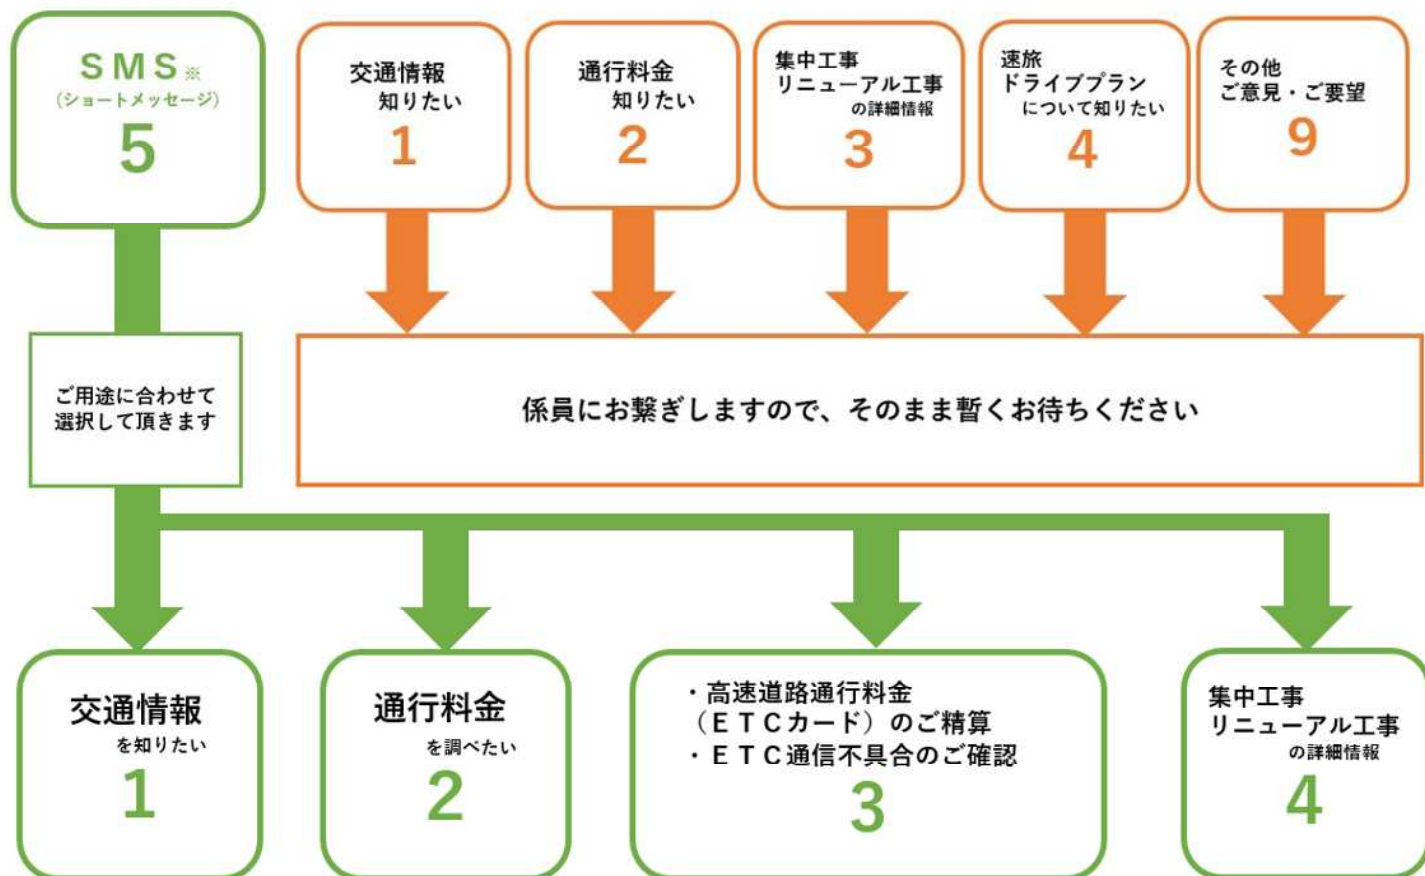 SMS※
(ショートメッセージ)
5
交通情報
知りたい
1
通行料金
知りたい
2
集中工事
リニューアル工事
の詳細情報
3
速旅
ドライブプラン
について知りたい
4
その他
ご意見・ご要望
9
ご用途に合わせて
選択して頂きます
係員にお繋ぎしますので、そのまま暫くお待ちください
交通情報
を知りたい
1
通行料金
を調べたい
2
・高速道路通行料金
(ETCカード)のご精算
・ETC通信不具合のご確認
3
集中工事
リニューアル工事
の詳細情報
4